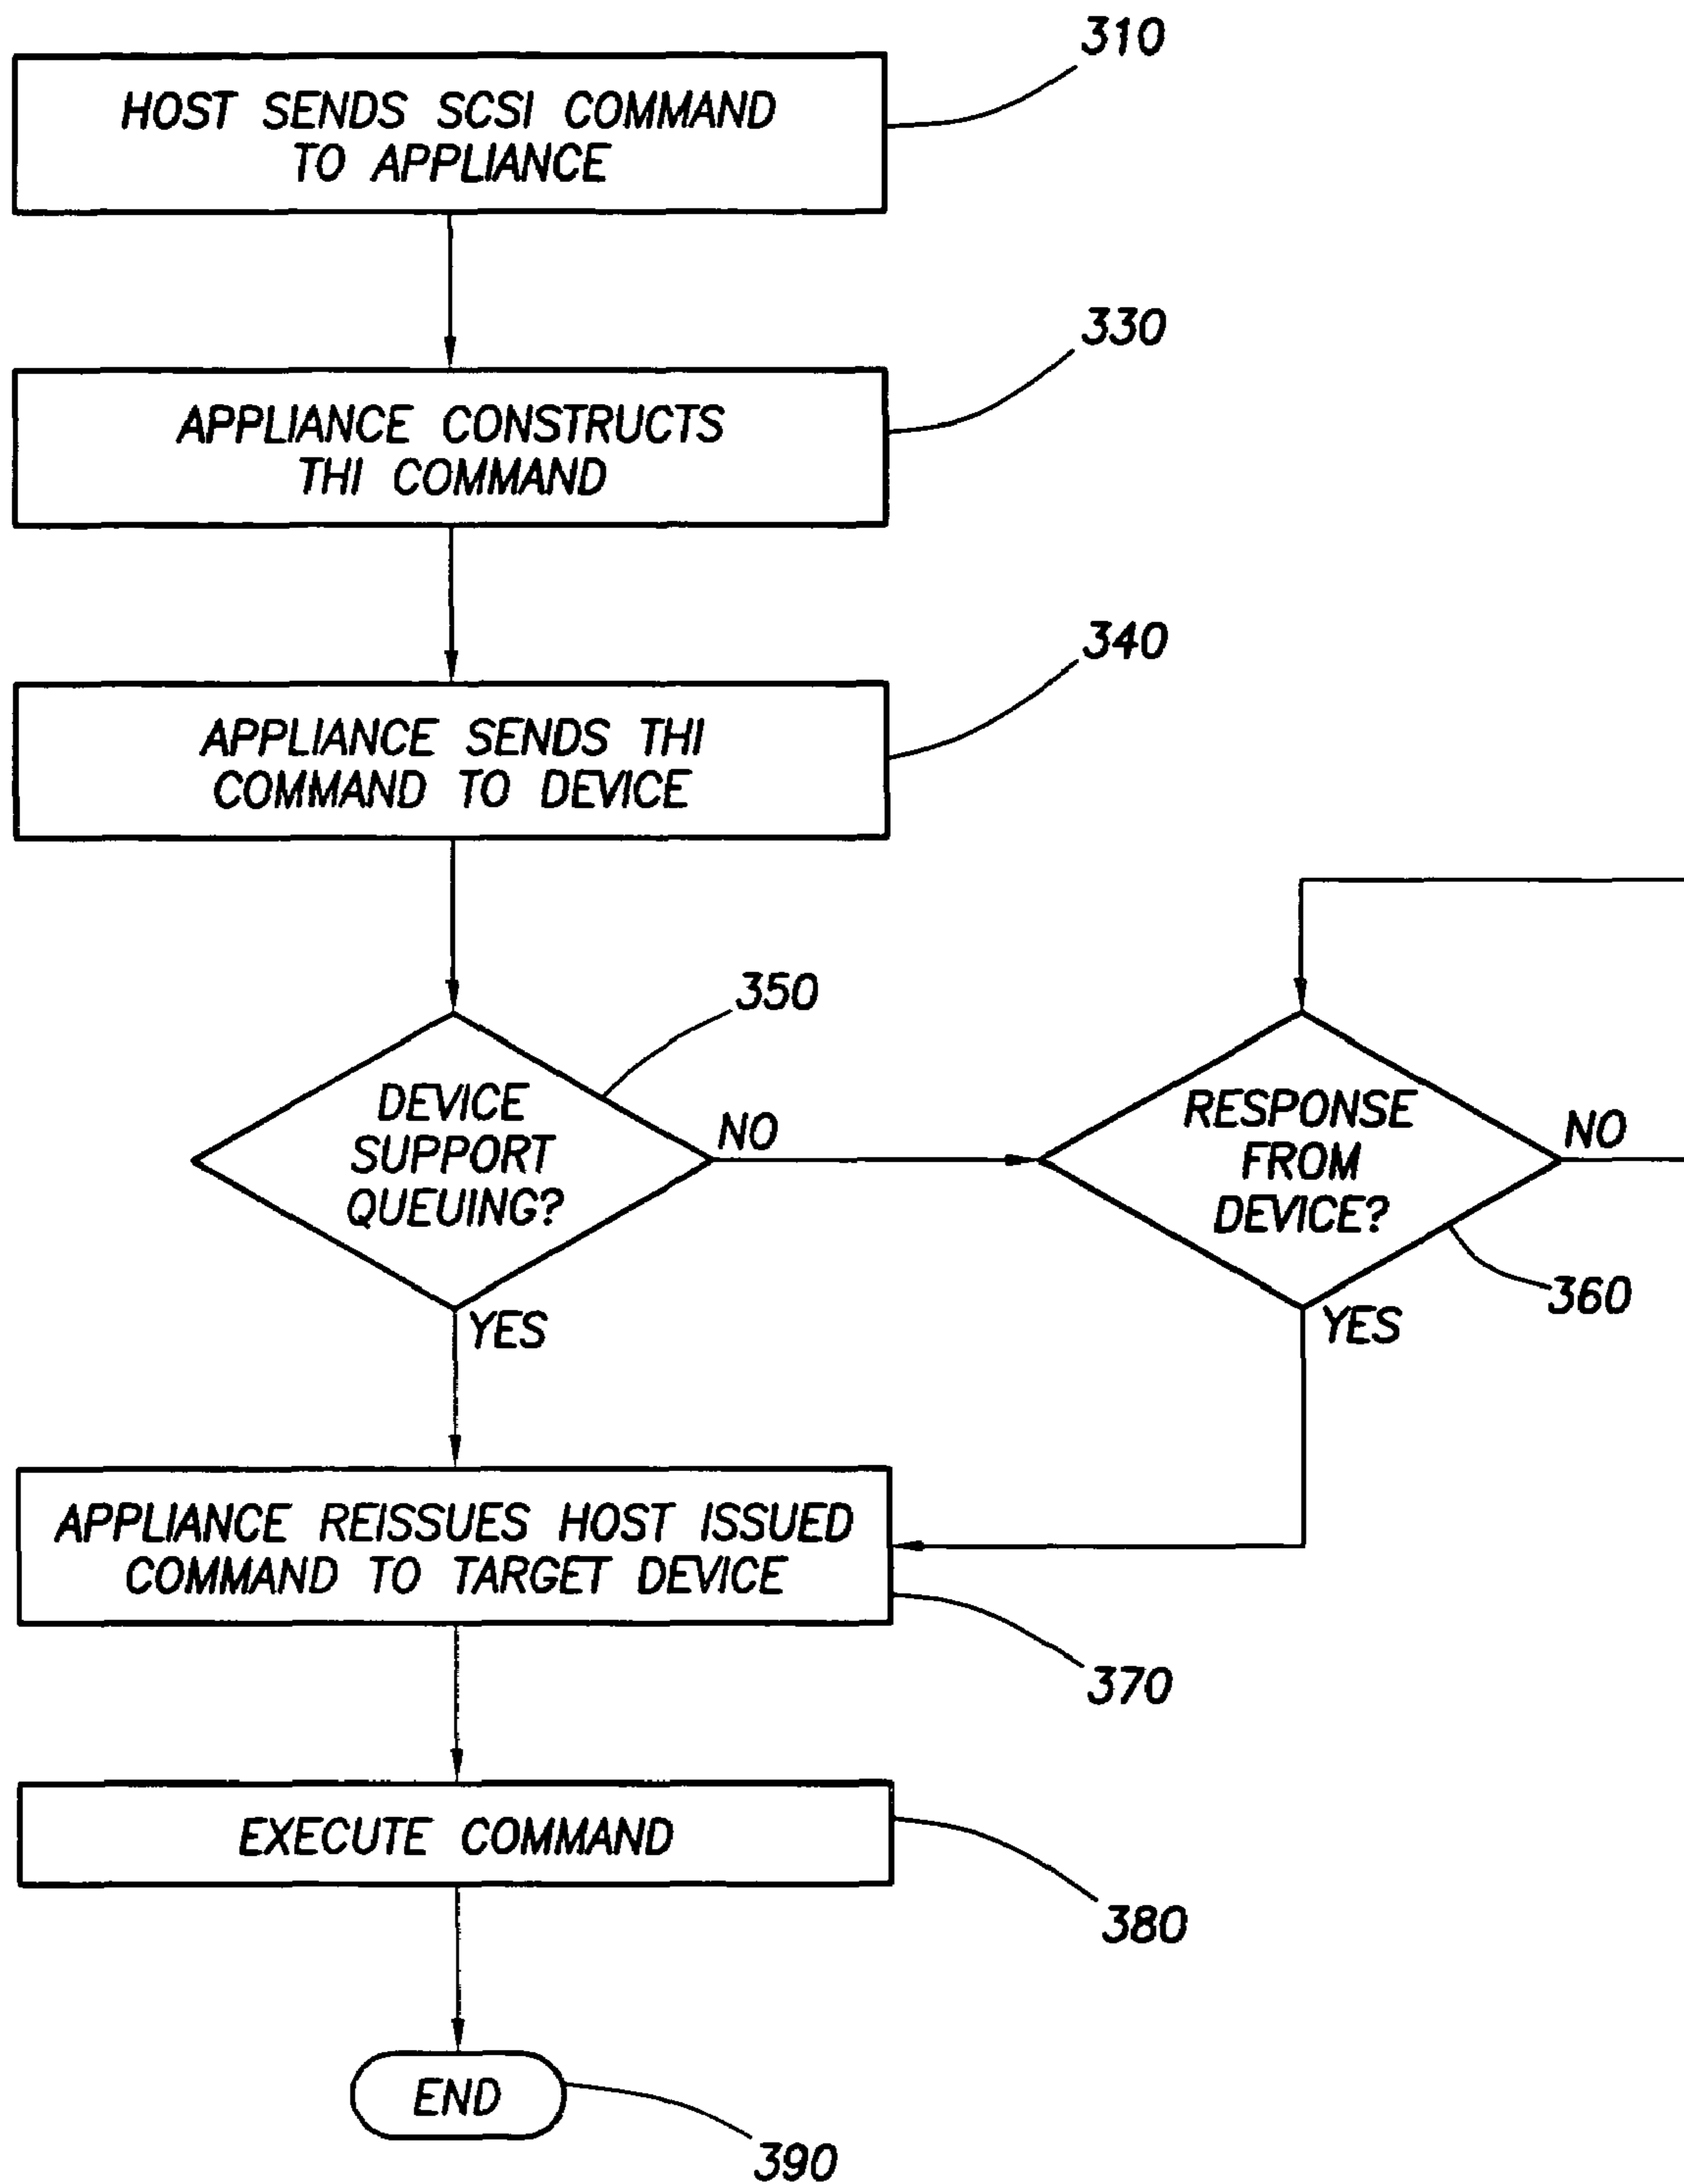 310
HOST SENDS SCSI COMMAND
TO APPLIANCE
330
APPLIANCE CONSTRUCTS
THI COMMAND
340
APPLIANCE SENDS THI
COMMAND TO DEVICE
350
DEVICE
SUPPORT
QUEUING?
NO
YES
RESPONSE
FROM
DEVICE?
NO
360
YES
APPLIANCE REISSUES HOST ISSUED
COMMAND TO TARGET DEVICE
370
EXECUTE COMMAND
380
END
390